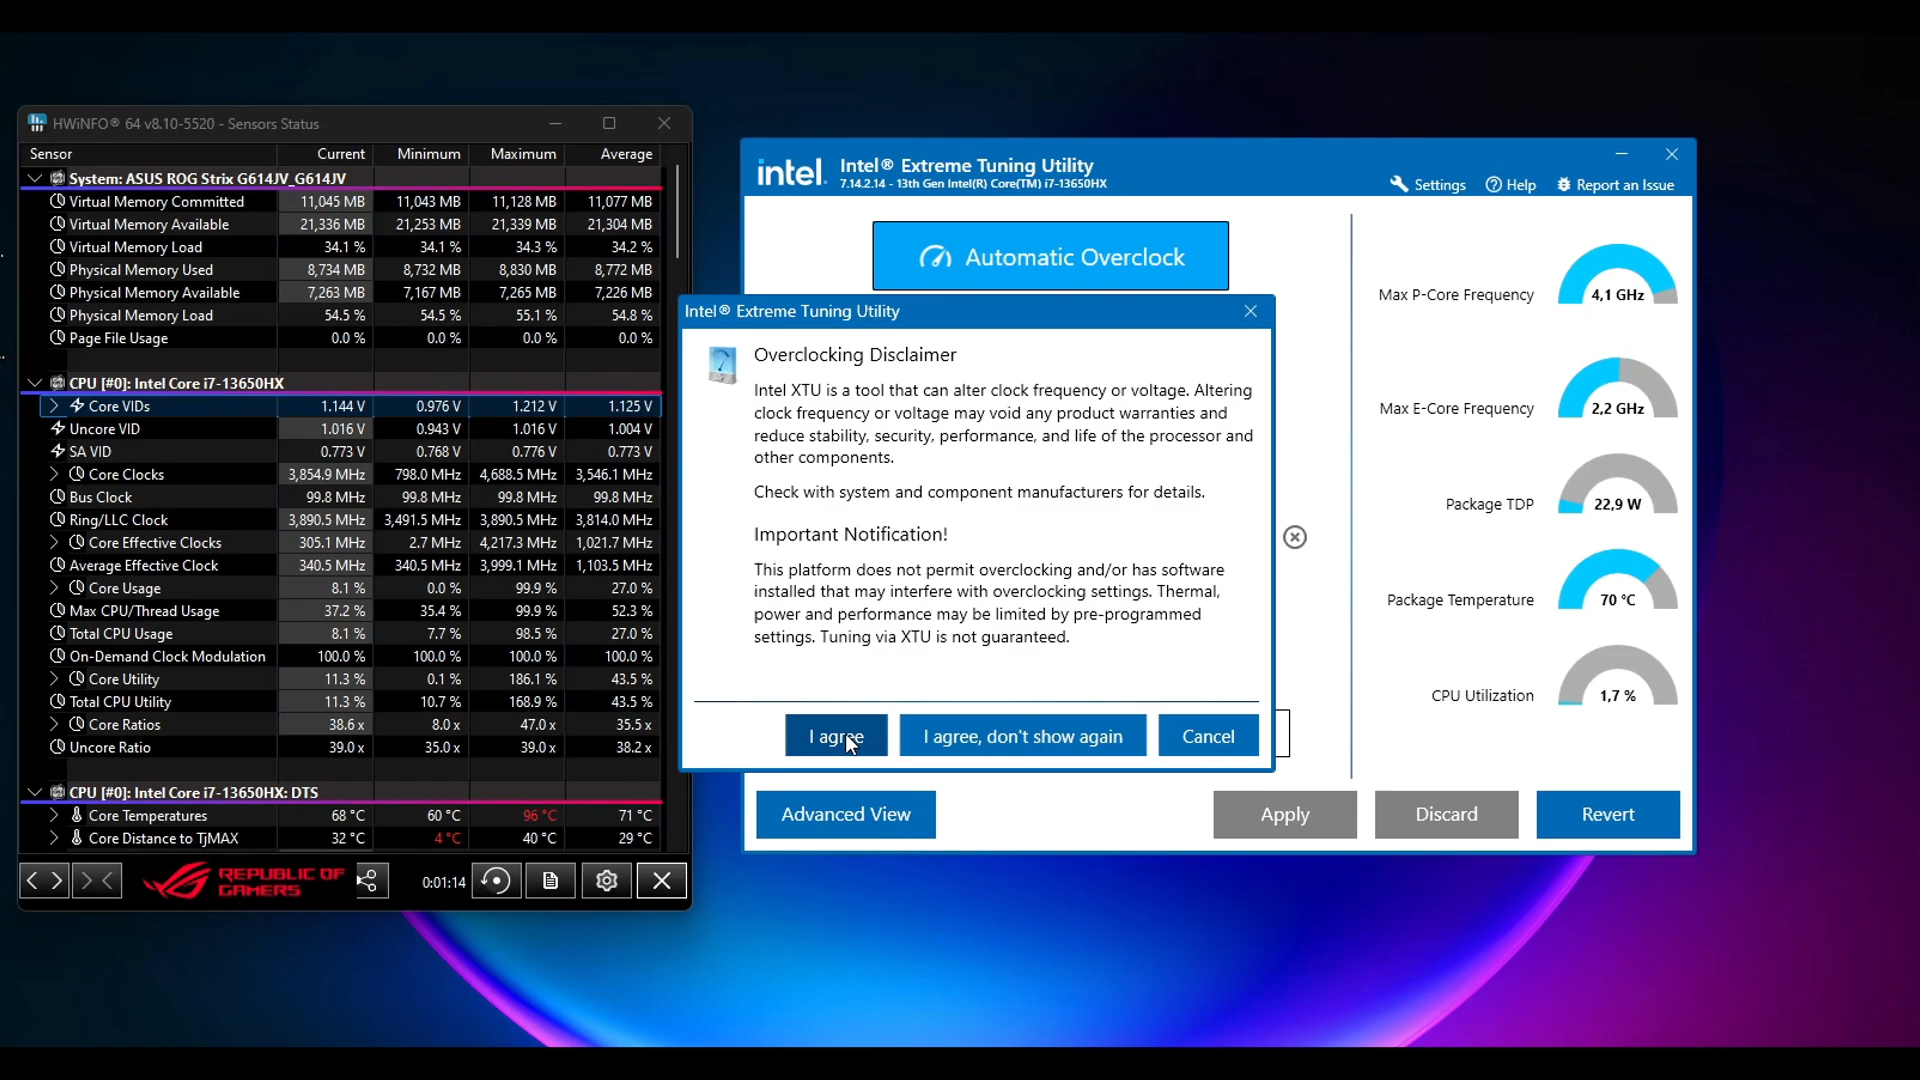 HWiNFO® 64 v8.10-5520 - Sensors Status
Sensor Current Minimum Maximum Average
System: ASUS ROG Strix G614JV_G614JV
Virtual Memory Committed 11,045 MB 11,043 MB 11,128 MB 11,077 MB
Virtual Memory Available 21,336 MB 21,253 MB 21,339 MB 21,304 MB
Virtual Memory Load 34.1 % 34.1 % 34.3 % 34.2 %
Physical Memory Used 8,734 MB 8,732 MB 8,830 MB 8,772 MB
Physical Memory Available 7,263 MB 7,167 MB 7,265 MB 7,226 MB
Physical Memory Load 54.5 % 54.5 % 55.1 % 54.8 %
Page File Usage 0.0 % 0.0 % 0.0 % 0.0 %
CPU [#0]: Intel Core i7-13650HX
Core VIDs 1.144 V 0.976 V 1.212 V 1.125 V
Uncore VID 1.016 V 0.943 V 1.016 V 1.004 V
SA VID 0.773 V 0.768 V 0.776 V 0.773 V
Core Clocks 3,854.9 MHz 798.0 MHz 4,688.5 MHz 3,546.1 MHz
Bus Clock 99.8 MHz 99.8 MHz 99.8 MHz 99.8 MHz
Ring/LLC Clock 3,890.5 MHz 3,491.5 MHz 3,890.5 MHz 3,814.0 MHz
Core Effective Clocks 305.1 MHz 2.7 MHz 4,217.3 MHz 1,021.7 MHz
Average Effective Clock 340.5 MHz 340.5 MHz 3,999.1 MHz 1,103.5 MHz
Core Usage 8.1 % 0.0 % 99.9 % 27.0 %
Max CPU/Thread Usage 37.2 % 35.4 % 99.9 % 52.3 %
Total CPU Usage 8.1 % 7.7 % 98.5 % 27.0 %
On-Demand Clock Modulation 100.0 % 100.0 % 100.0 % 100.0 %
Core Utility 11.3 % 0.1 % 186.1 % 43.5 %
Total CPU Utility 11.3 % 10.7 % 168.9 % 43.5 %
Core Ratios 38.6 x 8.0 x 47.0 x 35.5 x
Uncore Ratio 39.0 x 35.0 x 39.0 x 38.2 x
CPU [#0]: Intel Core i7-13650HX: DTS
Core Temperatures 68 °C 60 °C 96 °C 71 °C
Core Distance to TjMAX 32 °C 4 °C 40 °C 29 °C
REPUBLIC OF
GAMERS
0:01:14
intel.
Intel® Extreme Tuning Utility
7.14.2.14 - 13th Gen Intel(R) Core(TM) i7-13650HX
Settings Help Report an Issue
Automatic Overclock
Intel® Extreme Tuning Utility
Overclocking Disclaimer
Intel XTU is a tool that can alter clock frequency or voltage. Altering
clock frequency or voltage may void any product warranties and
reduce stability, security, performance, and life of the processor and
other components.
Check with system and component manufacturers for details.
Important Notification!
This platform does not permit overclocking and/or has software
installed that may interfere with overclocking settings. Thermal,
power and performance may be limited by pre-programmed
settings. Tuning via XTU is not guaranteed.
I agree I agree, don't show again Cancel
Max P-Core Frequency 4,1 GHz
Max E-Core Frequency 2,2 GHz
Package TDP 22,9 W
Package Temperature 70 °C
CPU Utilization 1,7 %
Advanced View Apply Discard Revert